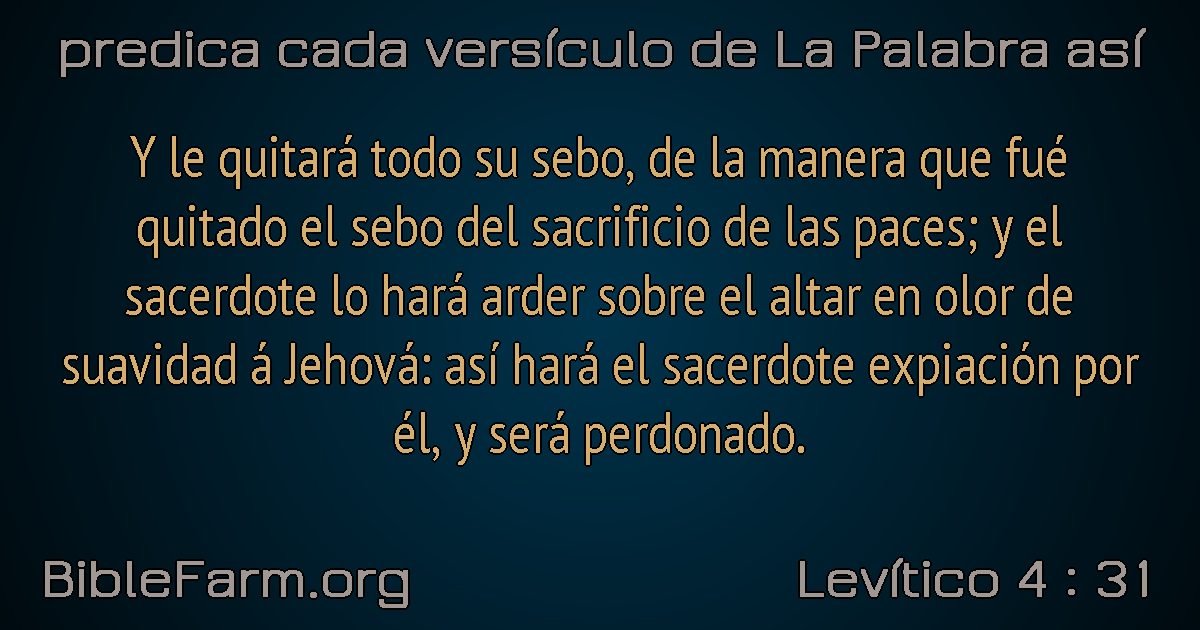 predica cada versículo de La Palabra así
Y le quitará todo su sebo, de la manera que fué
quitado el sebo del sacrificio de las paces; y el
sacerdote lo hará arder sobre el altar en olor de
suavidad á Jehová: así hará el sacerdote expiación por
él, y será perdonado.
BibleFarm.org
Levítico 4 : 31